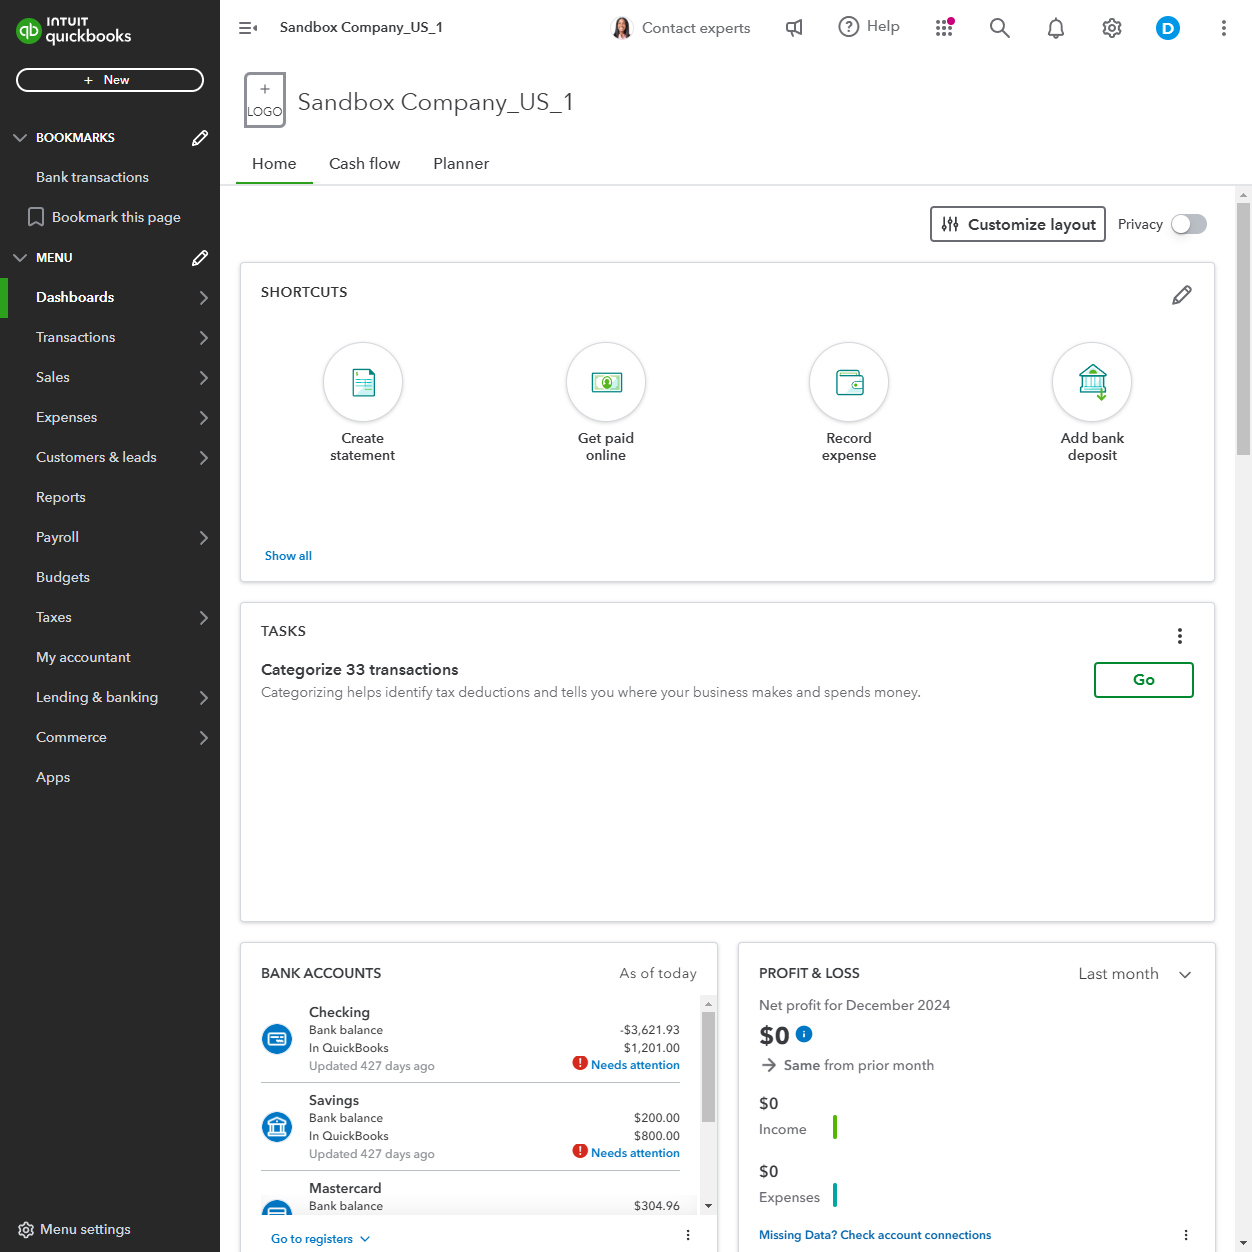 INTUIT
quickbooks
+ New
BOOKMARKS
Bank transactions
Bookmark this page
MENU
Dashboards
Transactions
Sales
Expenses
Customers & leads
Reports
Payroll
Budgets
Taxes
My accountant
Lending & banking
Commerce
Apps
Menu settings
Sandbox Company_US_1
Contact experts
Help
D
+
LOGO
Sandbox Company_US_1
Home Cash flow Planner
Customize layout
Privacy
SHORTCUTS
Create
statement
Get paid
online
Record
expense
Add bank
deposit
Show all
TASKS
Categorize 33 transactions
Categorizing helps identify tax deductions and tells you where your business makes and spends money.
Go
BANK ACCOUNTS As of today
Checking
Bank balance -$3,621.93
In QuickBooks $1,201.00
Updated 427 days ago Needs attention
Savings
Bank balance $200.00
In QuickBooks $800.00
Updated 427 days ago Needs attention
Mastercard
Bank balance $304.96
Go to registers
PROFIT & LOSS Last month
Net profit for December 2024
$0
Same from prior month
$0
Income
$0
Expenses
Missing Data? Check account connections